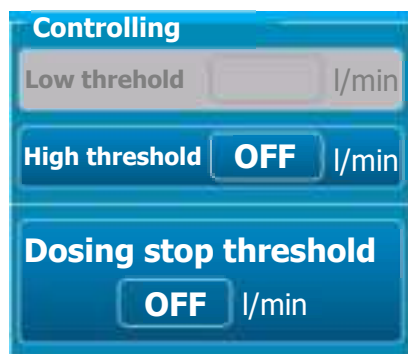 Controlling
Low threhold l/min
High threshold OFF l/min
Dosing stop threshold
OFF l/min